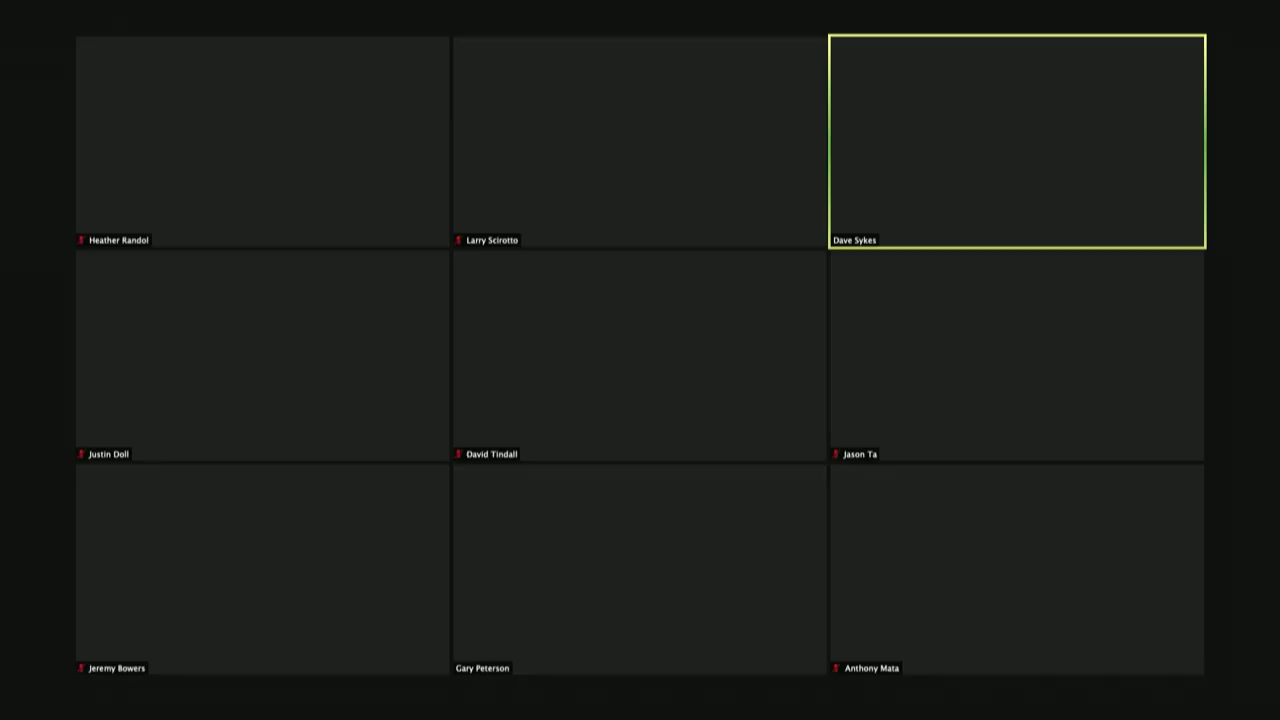 Heather Randol
Larry Scirotto
Dave Sykes
Justin Doll
David Tindall
Jason Ta
Jeremy Bowers
Gary Peterson
Anthony Mata